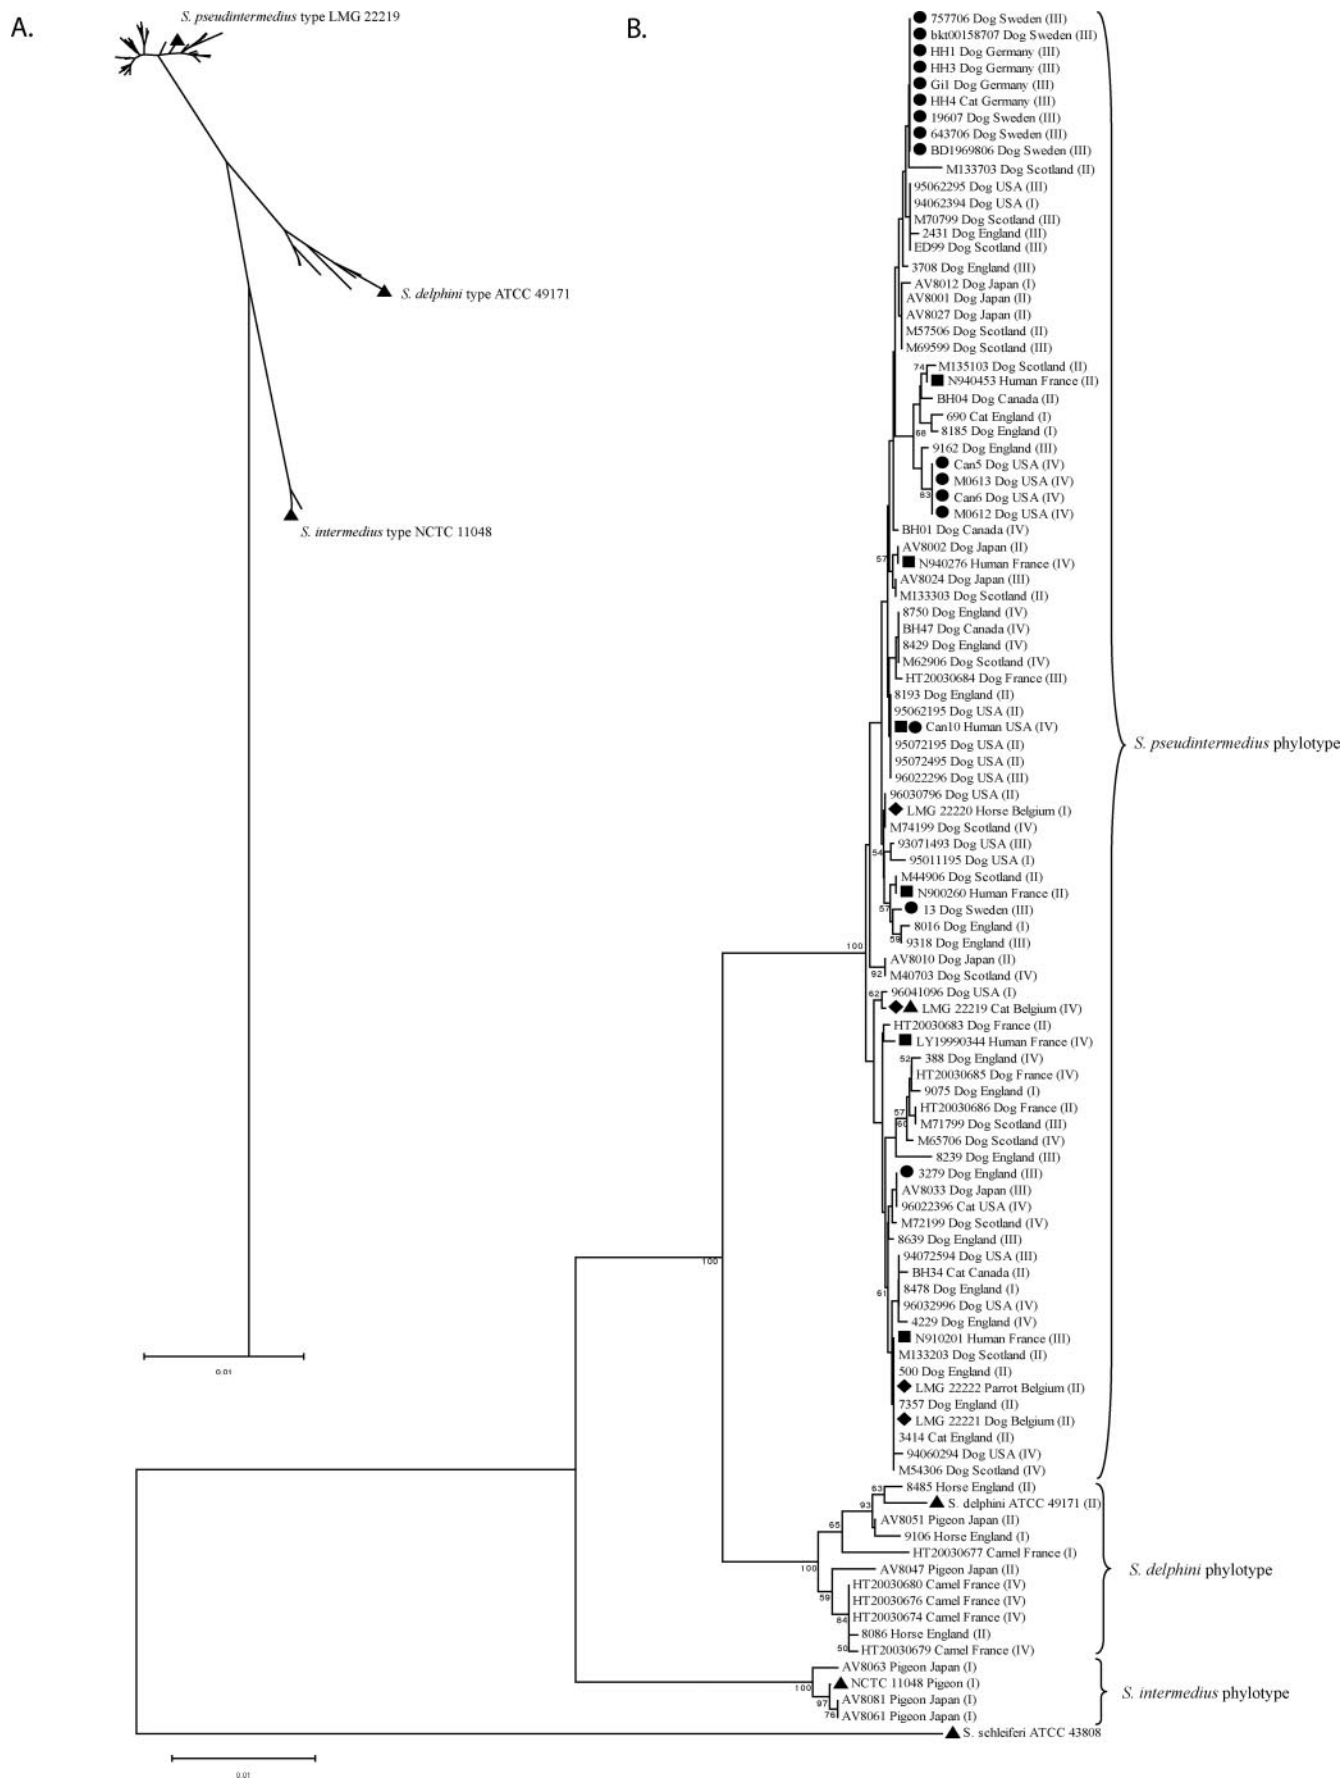 A.
S. pseudintermedius type LMG 22219
S. delphini type ATCC 49171
S. intermedius type NCTC 11048
0.01
B.
757706 Dog Sweden (III)
bkt00158707 Dog Sweden (III)
HH1 Dog Germany (III)
HH3 Dog Germany (III)
Gi1 Dog Germany (III)
HH4 Cat Germany (III)
19607 Dog Sweden (III)
643706 Dog Sweden (III)
BD1969806 Dog Sweden (III)
M133703 Dog Scotland (II)
95062295 Dog USA (III)
94062394 Dog USA (I)
M70799 Dog Scotland (III)
2431 Dog England (III)
ED99 Dog Scotland (III)
3708 Dog England (III)
AV8012 Dog Japan (I)
AV8001 Dog Japan (II)
AV8027 Dog Japan (II)
M57506 Dog Scotland (II)
M69599 Dog Scotland (III)
74 M135103 Dog Scotland (II)
N940453 Human France (II)
BH04 Dog Canada (II)
690 Cat England (I)
66 8185 Dog England (I)
9162 Dog England (III)
Can5 Dog USA (IV)
M0613 Dog USA (IV)
63 Can6 Dog USA (IV)
M0612 Dog USA (IV)
BH01 Dog Canada (IV)
AV8002 Dog Japan (II)
57 N940276 Human France (IV)
AV8024 Dog Japan (III)
M133303 Dog Scotland (II)
8750 Dog England (IV)
BH47 Dog Canada (IV)
8429 Dog England (IV)
M62906 Dog Scotland (IV)
HT20030684 Dog France (III)
8193 Dog England (II)
95062195 Dog USA (II)
Can10 Human USA (IV)
95072195 Dog USA (II)
S. pseudintermedius phylotype
95072495 Dog USA (II)
96022296 Dog USA (III)
96030796 Dog USA (II)
LMG 22220 Horse Belgium (I)
M74199 Dog Scotland (IV)
54 93071493 Dog USA (III)
95011195 Dog USA (I)
M44906 Dog Scotland (II)
N900260 Human France (II)
57 13 Dog Sweden (III)
8016 Dog England (I)
59 9318 Dog England (III)
100
AV8010 Dog Japan (II)
92 M40703 Dog Scotland (IV)
62 96041096 Dog USA (I)
LMG 22219 Cat Belgium (IV)
HT20030683 Dog France (II)
LY19990344 Human France (IV)
52 388 Dog England (IV)
HT20030685 Dog France (IV)
9075 Dog England (I)
57 HT20030686 Dog France (II)
60 M71799 Dog Scotland (III)
M65706 Dog Scotland (IV)
8239 Dog England (III)
3279 Dog England (III)
AV8033 Dog Japan (III)
96022396 Cat USA (IV)
M72199 Dog Scotland (IV)
8639 Dog England (III)
100 94072594 Dog USA (III)
BH34 Cat Canada (II)
61 8478 Dog England (I)
96032996 Dog USA (IV)
4229 Dog England (IV)
N910201 Human France (III)
M133203 Dog Scotland (II)
500 Dog England (II)
LMG 22222 Parrot Belgium (II)
7357 Dog England (II)
LMG 22221 Dog Belgium (II)
3414 Cat England (II)
94060294 Dog USA (IV)
M54306 Dog Scotland (IV)
63 8485 Horse England (II)
93 S. delphini ATCC 49171 (II)
65 AV8051 Pigeon Japan (II)
9106 Horse England (I)
HT20030677 Camel France (I)
100 AV8047 Pigeon Japan (II)
S. delphini phylotype
HT20030680 Camel France (IV)
59 HT20030676 Camel France (IV)
84 HT20030674 Camel France (IV)
8086 Horse England (II)
50 HT20030679 Camel France (IV)
AV8063 Pigeon Japan (I)
100 NCTC 11048 Pigeon (I)
S. intermedius phylotype
97 AV8081 Pigeon Japan (I)
76 AV8061 Pigeon Japan (I)
S. schleiferi ATCC 43808
0.01